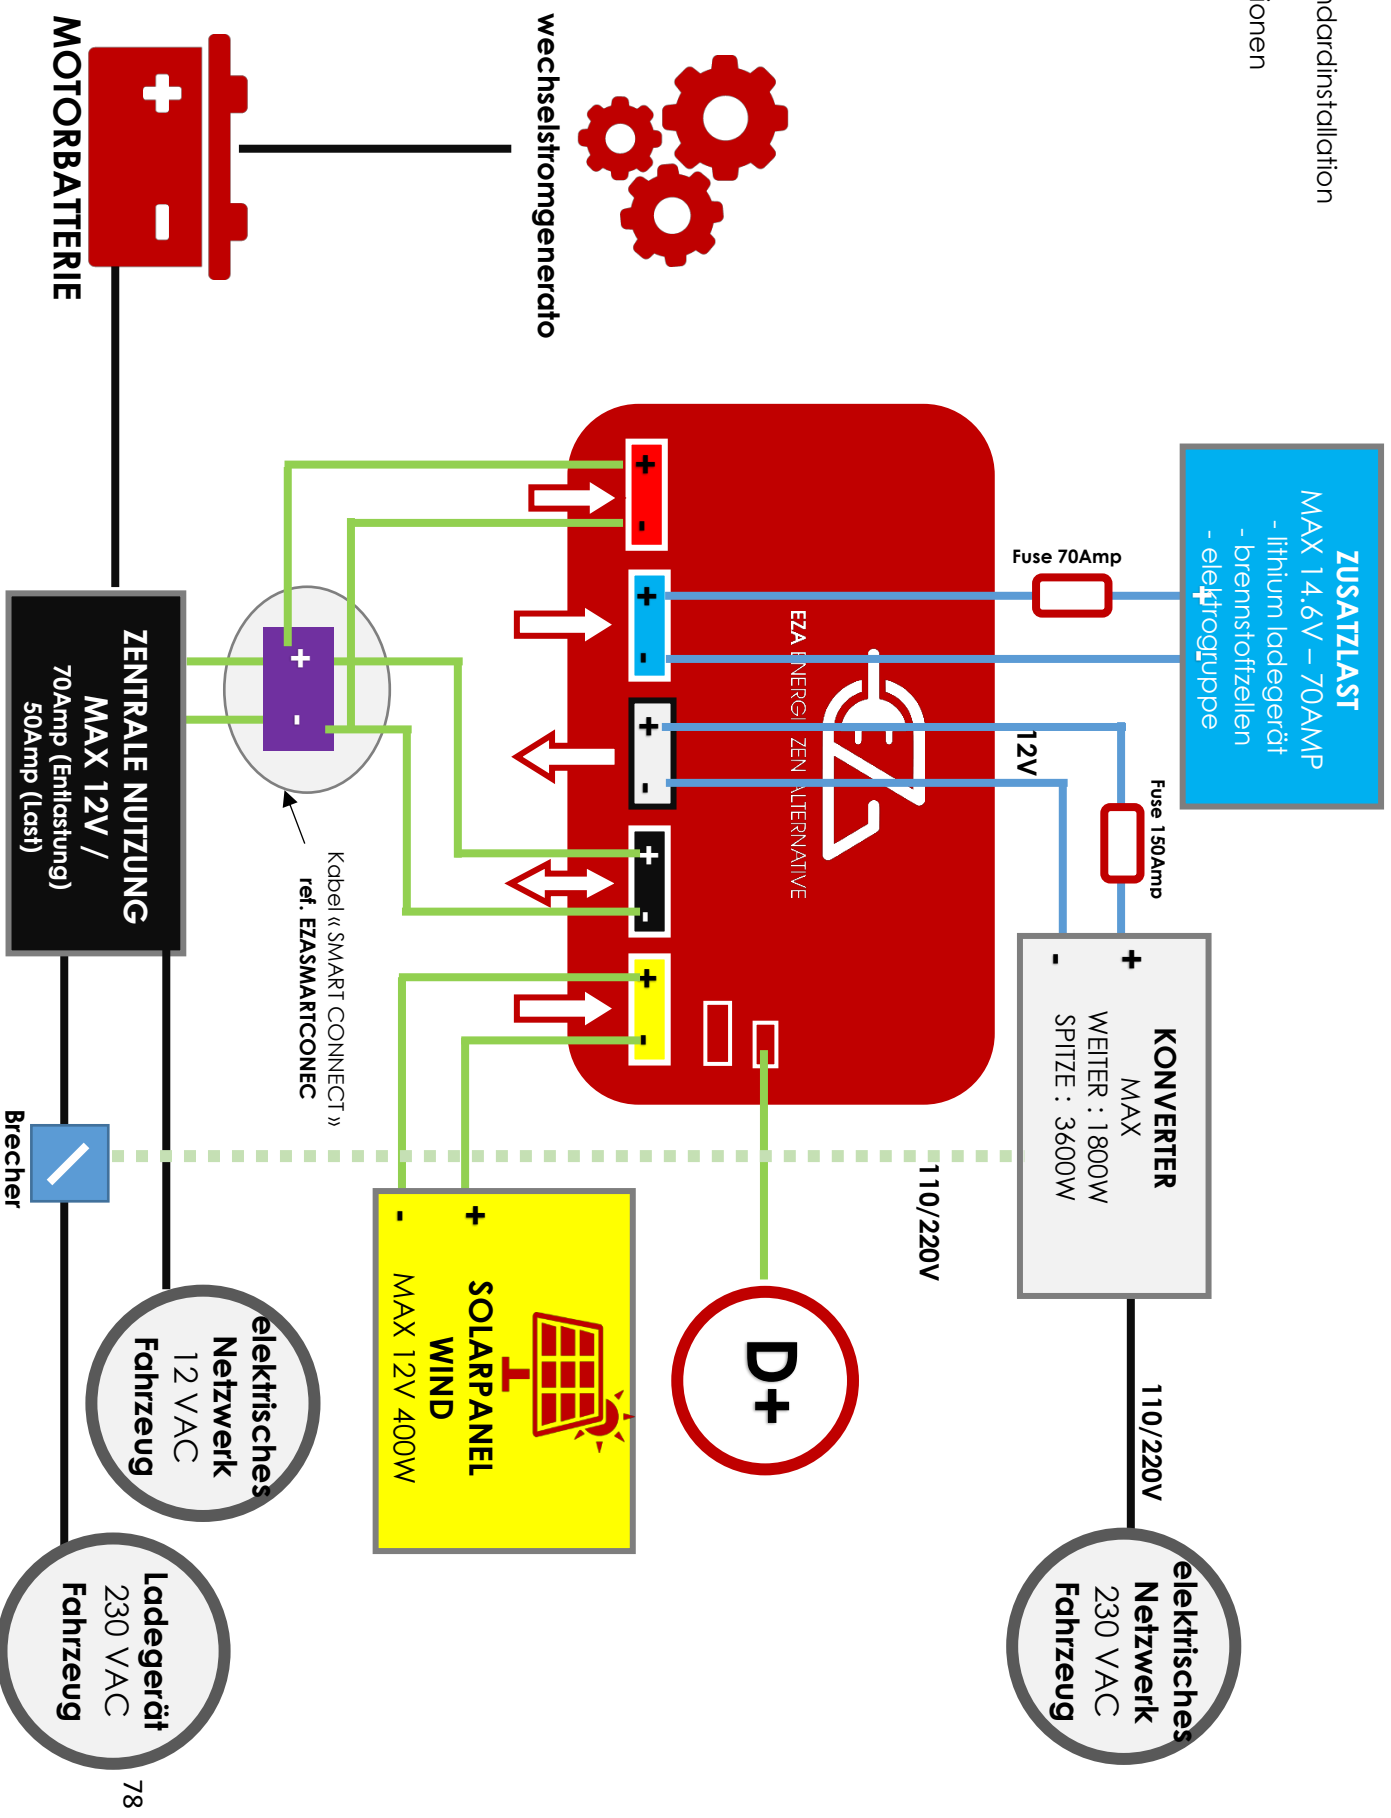 ndardinstallation
ionen
wechselstromgenerato
MOTORBATTERIE
+
-
ZUSATZLAST
MAX 14.6V – 70AMP
- lithium ladegerät
- brennstoffzellen
- elektrogruppe
+ -
Fuse 70Amp
12V
Fuse 150Amp
EZA ENERGI ZEN ALTERNATIVE
+ -
+ -
+ -
+ -
+ -
KONVERTER
MAX
WEITER : 1800W
SPITZE : 3600W
+
-
110/220V
110/220V
elektrisches
Netzwerk
230 VAC
Fahrzeug
D+
+
-
SOLARPANEL
WIND
MAX 12V 400W
+ -
Kabel « SMART CONNECT »
ref. EZASMARTCONEC
ZENTRALE NUTZUNG
MAX 12V /
70Amp (Entlastung)
50Amp (Last)
Brecher
elektrisches
Netzwerk
12 VAC
Fahrzeug
Ladegerät
230 VAC
Fahrzeug
78